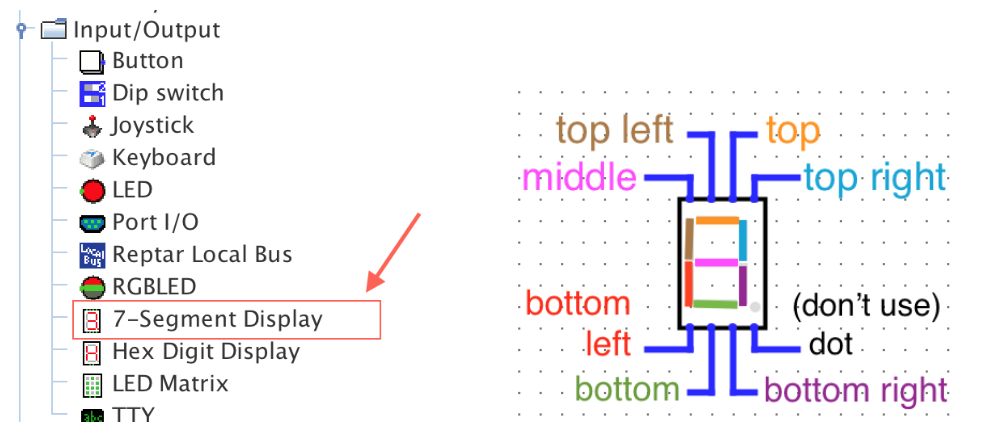 Input/Output
Button
Dip switch
Joystick
Keyboard
LED
Port I/O
Local
Bus
Reptar Local Bus
RGBLED
7-Segment Display
Hex Digit Display
LED Matrix
abc
TTY
top left
top
middle
top right
bottom
left
(don't use)
dot
bottom
bottom right